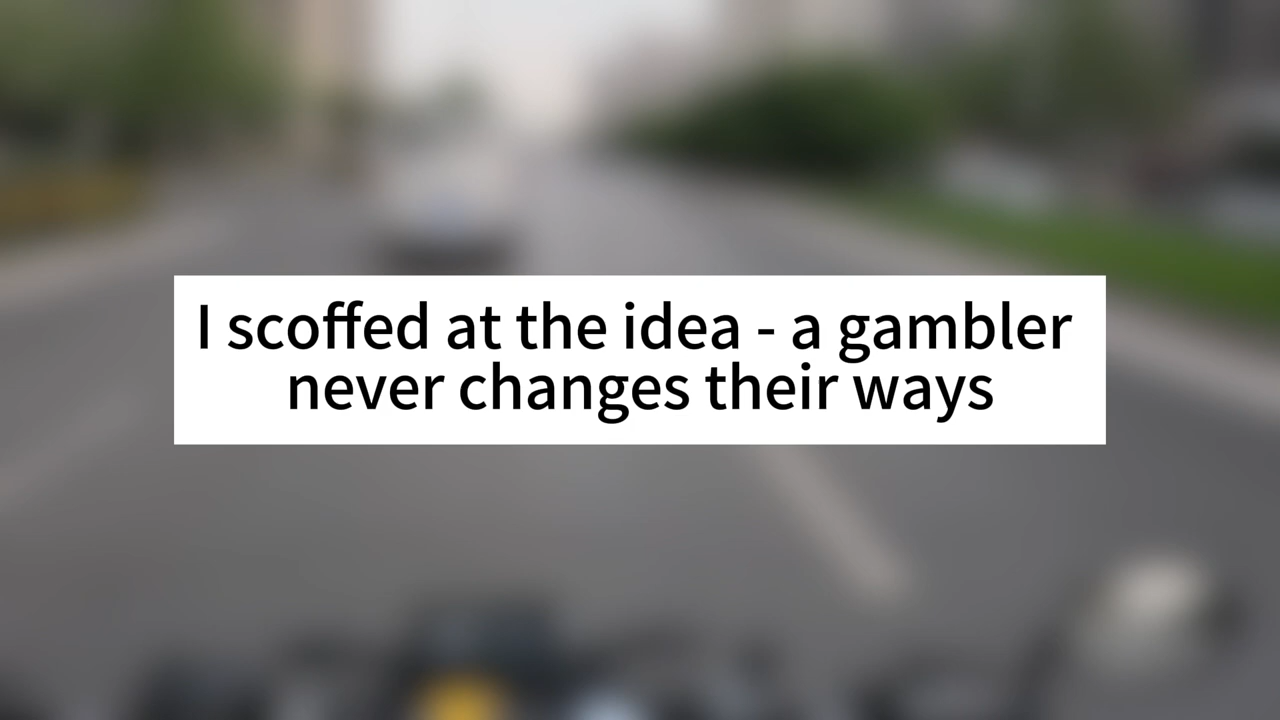 I scoffed at the idea - a gambler
never changes their ways